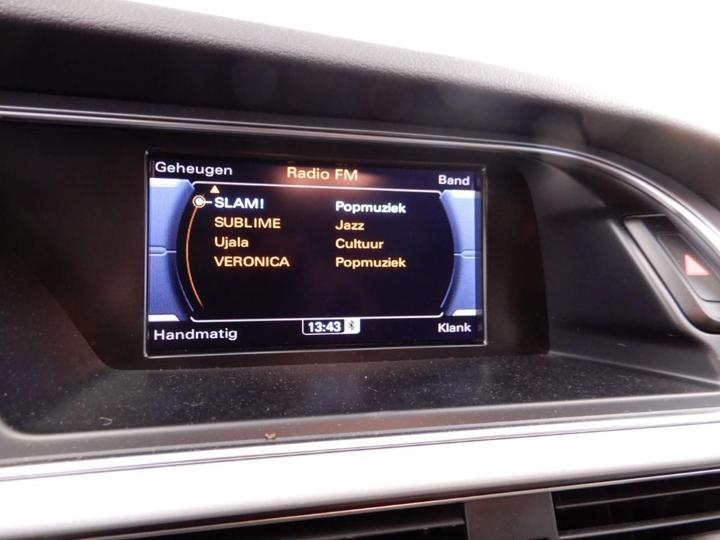 Geheugen Radio FM Band
SLAM! Popmuziek
SUBLIME Jazz
Ujala Cultuur
VERONICA Popmuziek
Handmatig 13:43 Klank